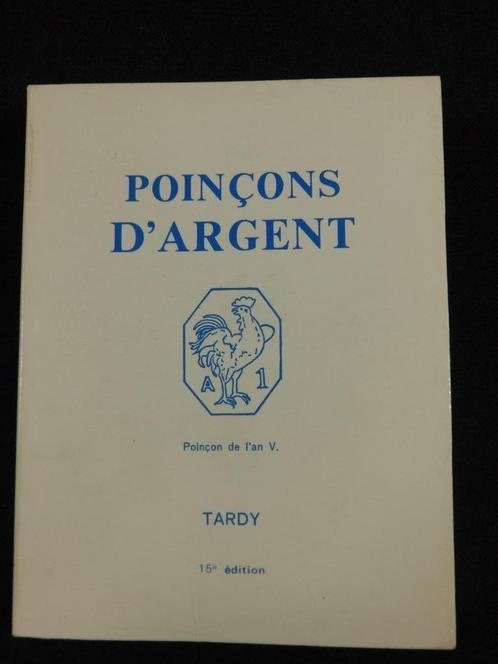 POINÇONS
D'ARGENT
A 1
Poinçon de l'an V.
TARDY
15e édition